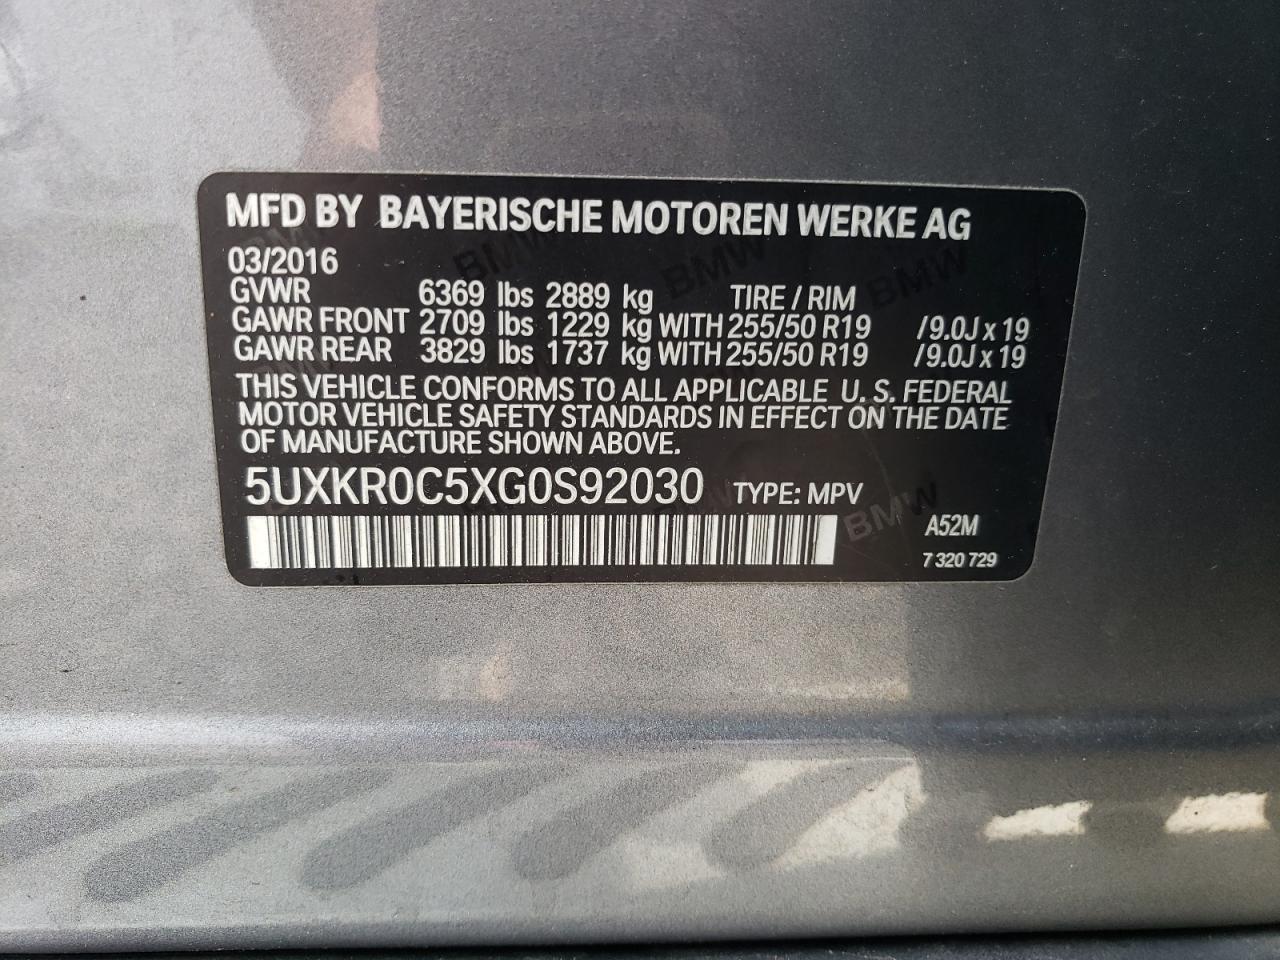 MFD BY BAYERISCHE MOTOREN WERKE AG
03/2016
GVWR 6369 lbs 2889 kg TIRE / RIM
GAWR FRONT 2709 lbs 1229 kg WITH 255/50 R19 /9.0J x 19
GAWR REAR 3829 lbs 1737 kg WITH 255/50 R19 /9.0J x 19
THIS VEHICLE CONFORMS TO ALL APPLICABLE U. S. FEDERAL
MOTOR VEHICLE SAFETY STANDARDS IN EFFECT ON THE DATE
OF MANUFACTURE SHOWN ABOVE.
5UXKR0C5XG0S92030 TYPE: MPV
BMW A52M
7 320 729